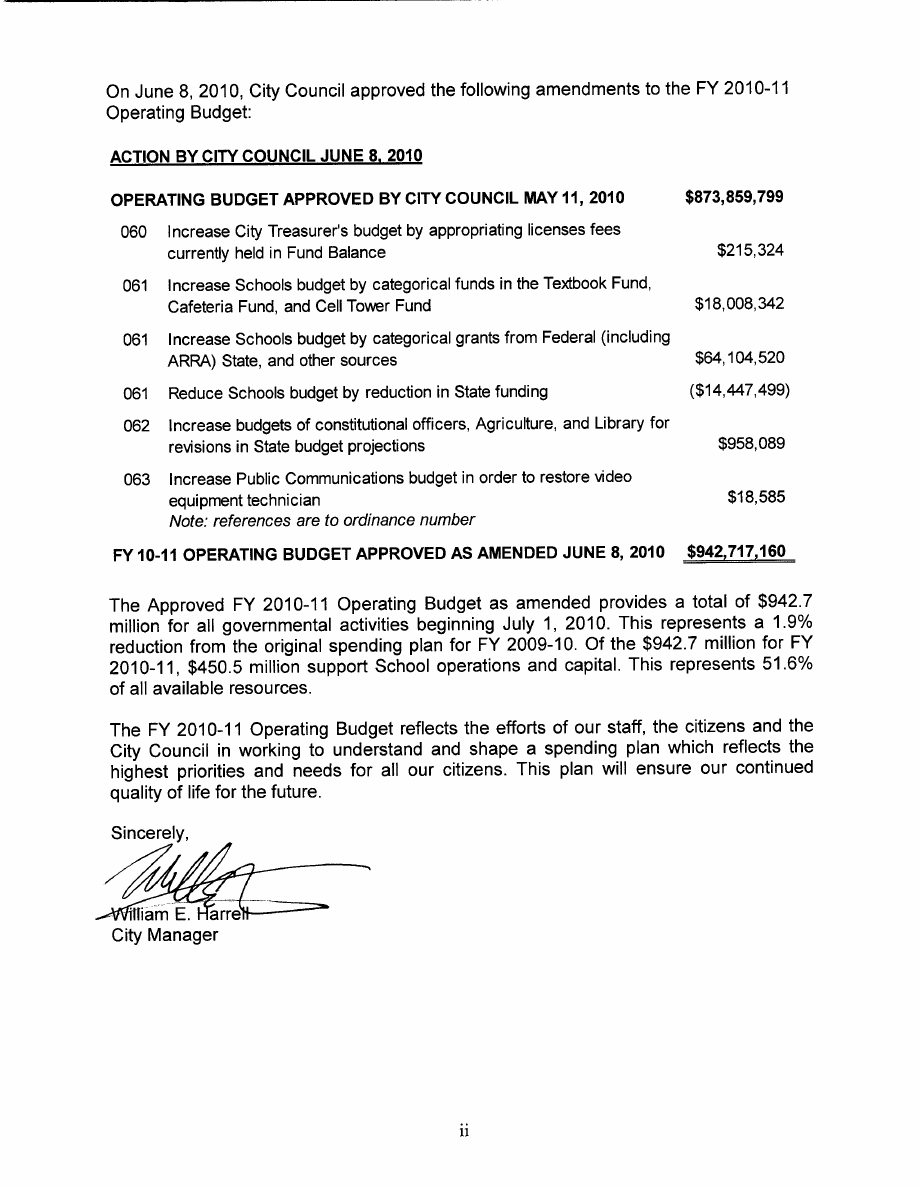 On June 8, 2010, City Council approved the following amendments to the FY 2010-11
Operating Budget:
ACTION BY CITY COUNCIL JUNE 8, 2010
OPERATING BUDGET APPROVED BY CITY COUNCIL MAY 11, 2010 $873,859,799
060 Increase City Treasurer's budget by appropriating licenses fees
currently held in Fund Balance $215,324
061 Increase Schools budget by categorical funds in the Textbook Fund,
Cafeteria Fund, and Cell Tower Fund $18,008,342
061 Increase Schools budget by categorical grants from Federal (including
ARRA) State, and other sources $64,104,520
061 Reduce Schools budget by reduction in State funding ($14,447,499)
062 Increase budgets of constitutional officers, Agriculture, and Library for
revisions in State budget projections $958,089
063 Increase Public Communications budget in order to restore video
equipment technician $18,585
Note: references are to ordinance number
FY 10-11 OPERATING BUDGET APPROVED AS AMENDED JUNE 8, 2010 $942,717,160
The Approved FY 2010-11 Operating Budget as amended provides a total of $942.7
million for all governmental activities beginning July 1, 2010. This represents a 1.9%
reduction from the original spending plan for FY 2009-10. Of the $942.7 million for FY
2010-11, $450.5 million support School operations and capital. This represents 51.6%
of all available resources.
The FY 2010-11 Operating Budget reflects the efforts of our staff, the citizens and the
City Council in working to understand and shape a spending plan which reflects the
highest priorities and needs for all our citizens. This plan will ensure our continued
quality of life for the future.
Sincerely,
William E. Harrell
City Manager
ii